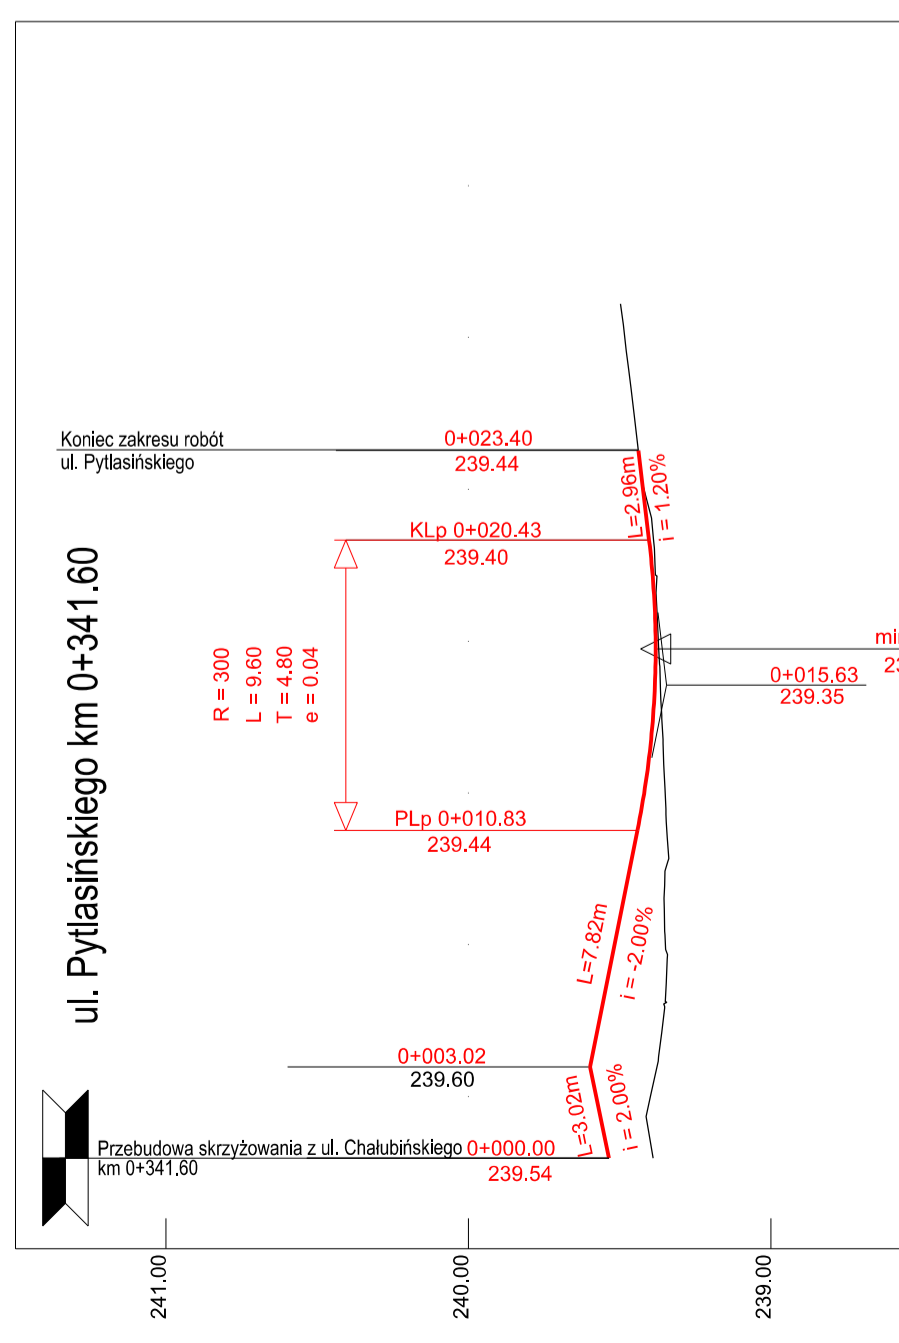 Koniec zakresu robót
ul. Pytlasińskiego
0+023.40
239.44
L=2.96m
i = 1.20%
KLp 0+020.43
239.40
ul. Pytlasińskiego km 0+341.60
R = 300
L = 9.60
T = 4.80
e = 0.04
0+015.63
239.35
PLp 0+010.83
239.44
L=7.82m
i = -2.00%
0+003.02
239.60
L=3.02m
i = 2.00%
Przebudowa skrzyżowania z ul. Chałubińskiego 0+000.00
km 0+341.60
239.54
241.00
240.00
239.00